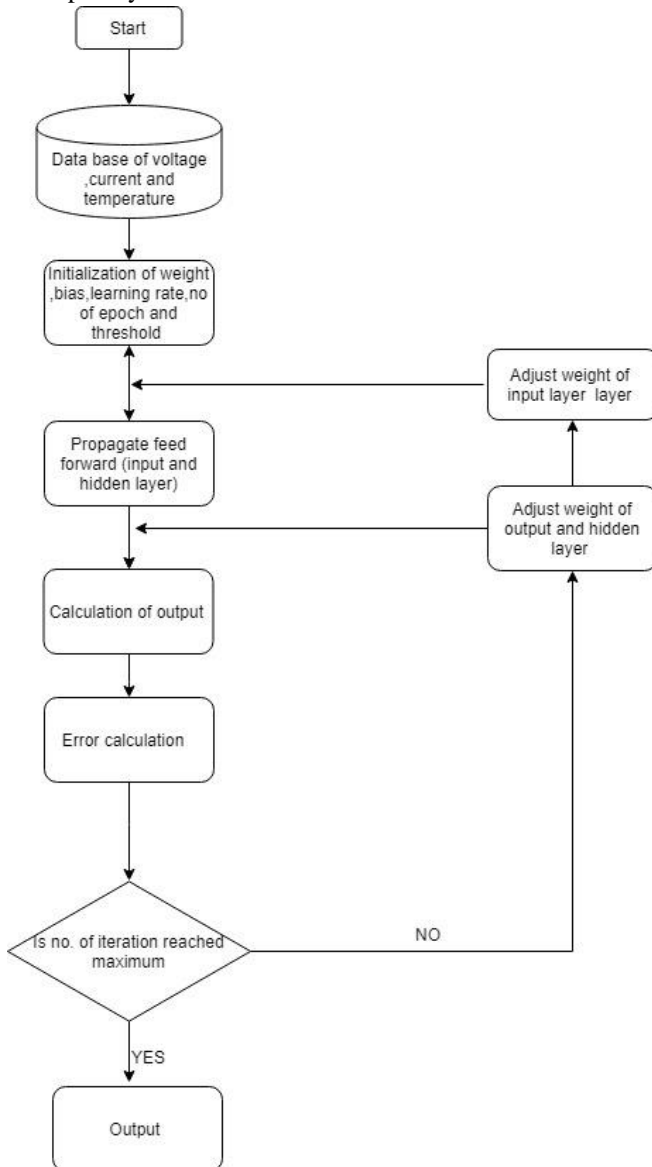 Start
Data base of voltage
,current and
temperature
Initialization of weight
,bias,learning rate,no
of epoch and
threshold
Adjust weight of
input layer layer
Propagate feed
forward (input and
hidden layer)
Adjust weight of
output and hidden
layer
Calculation of output
Error calculation
Is no. of iteration reached
maximum
NO
YES
Output